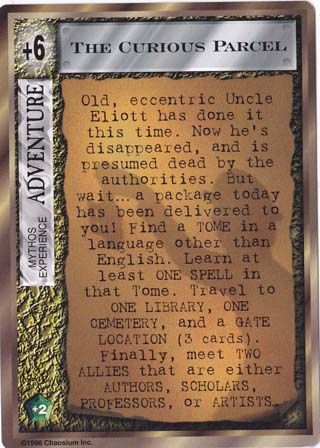 +6
THE CURIOUS PARCEL
MYTHOS
EXPERIENCE
ADVENTURE
Old, eccentric Uncle
Eliott has done it
this time. Now he's
disappeared, and is
presumed dead by the
authorities. But
wait...a package today
has been delivered to
you! Find a TOME in a
language other than
English. Learn at
least ONE SPELL in
that Tome. Travel to
ONE LIBRARY, ONE
CEMETERY, and a GATE
LOCATION (3 cards).
Finally, meet TWO
ALLIES that are either
AUTHORS, SCHOLARS,
PROFESSORS, or ARTISTS.
+2
©1996 Chaosium Inc.